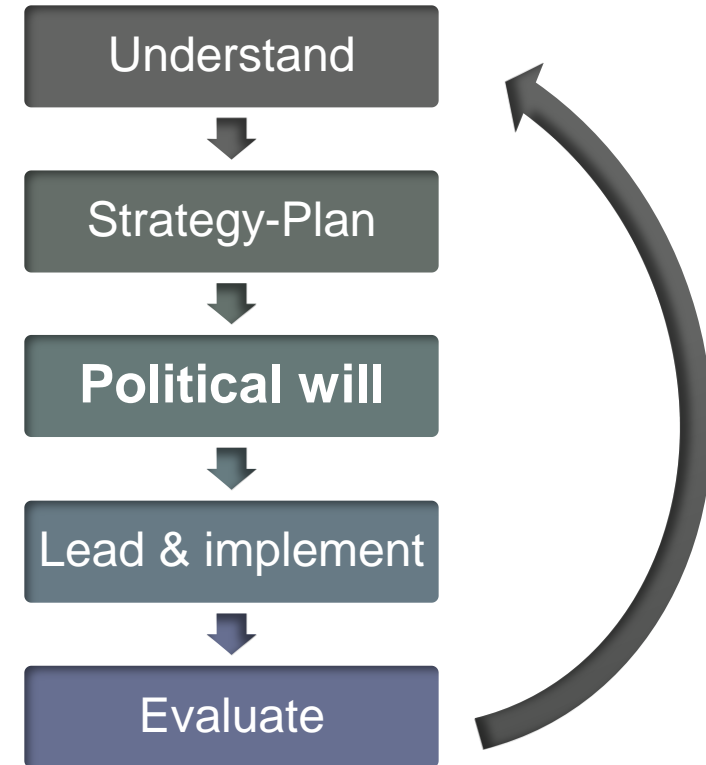 Understand
Strategy-Plan
Political will
Lead & implement
Evaluate